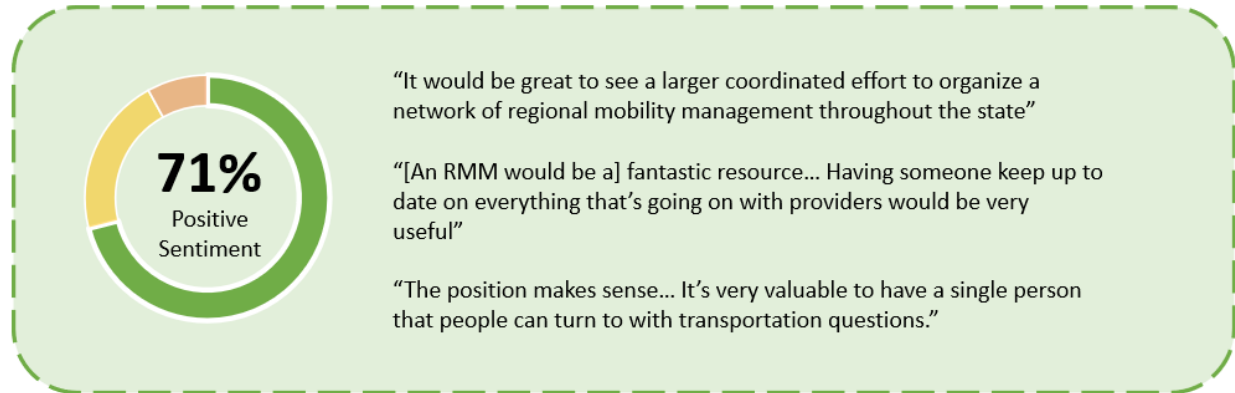 71%
Positive
Sentiment
“It would be great to see a larger coordinated effort to organize a
network of regional mobility management throughout the state”
“[An RMM would be a] fantastic resource... Having someone keep up to
date on everything that’s going on with providers would be very
useful”
“The position makes sense... It’s very valuable to have a single person
that people can turn to with transportation questions.”